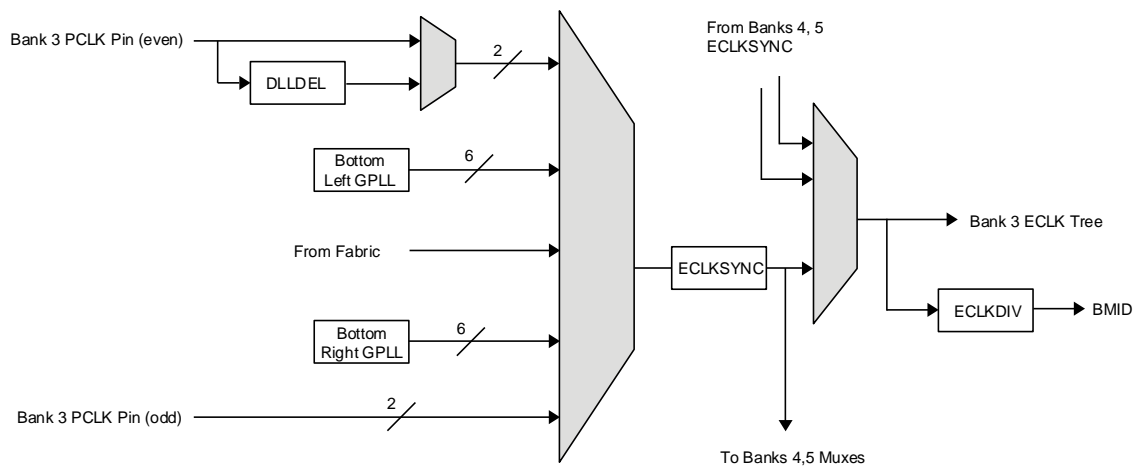 Bank 3 PCLK Pin (even)
DLLDEL
2
From Banks 4, 5
ECLKSYNC
Bottom
Left GPLL
6
Bank 3 ECLK Tree
From Fabric
ECLKSYNC
ECLKDIV
BMID
Bottom
Right GPLL
6
Bank 3 PCLK Pin (odd)
2
To Banks 4,5 Muxes